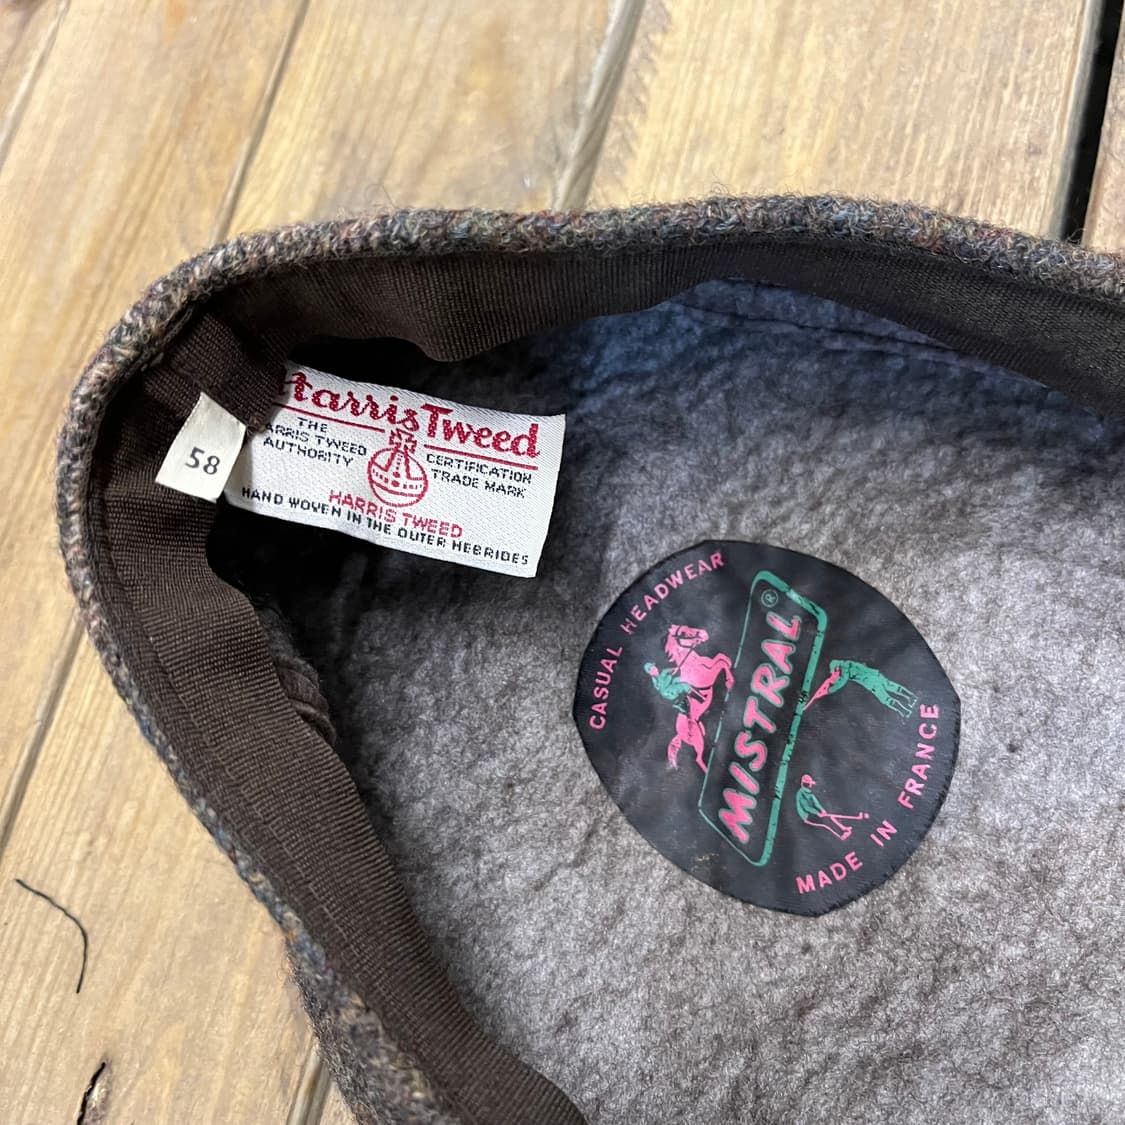 58
Harris Tweed
THE
HARRIS TWEED
AUTHORITY
CERTIFICATION
TRADE MARK
HARRIS TWEED
HAND WOVEN IN THE OUTER HEBRIDES
CASUAL HEADWEAR
MISTRAL®
MADE IN FRANCE